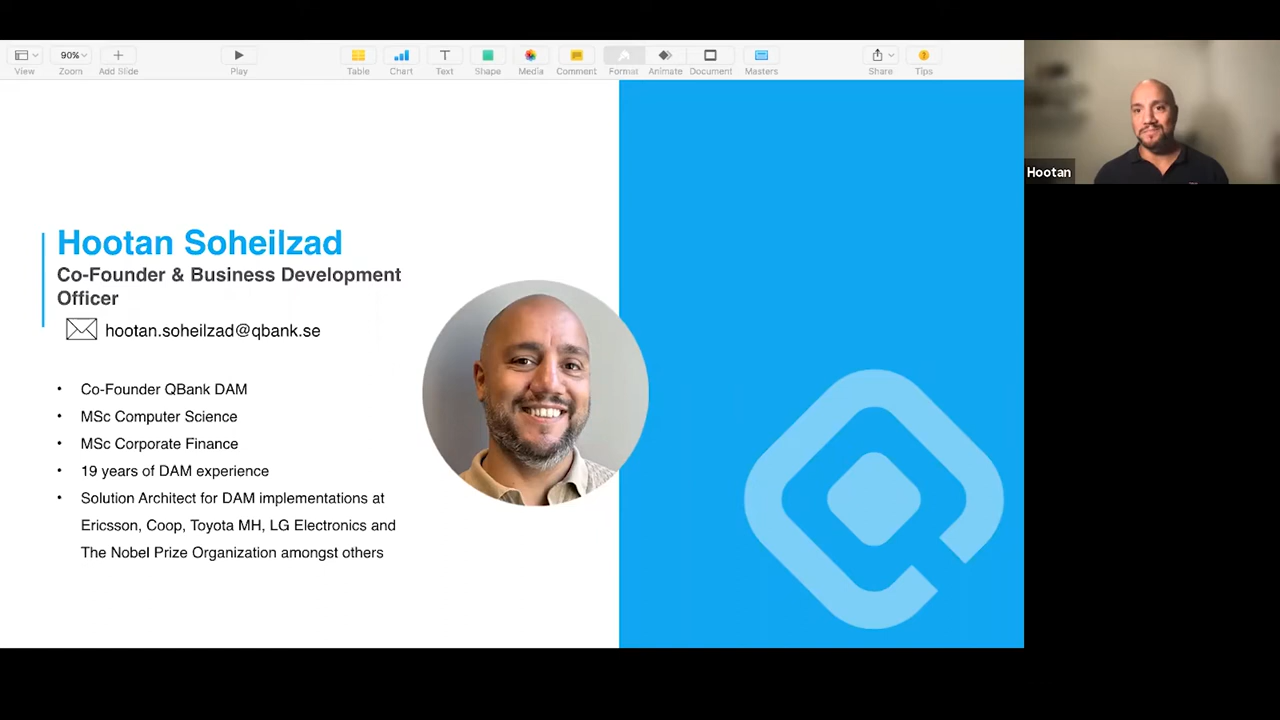 View
90%
Zoom
Add Slide
Play
Table
Chart
Text
Shape
Media
Comment
Format
Animate
Document
Masters
Share
Tips
Hootan
Hootan Soheilzad
Co-Founder & Business Development
Officer
hootan.soheilzad@qbank.se
• Co-Founder QBank DAM
• MSc Computer Science
• MSc Corporate Finance
• 19 years of DAM experience
• Solution Architect for DAM implementations at
Ericsson, Coop, Toyota MH, LG Electronics and
The Nobel Prize Organization amongst others